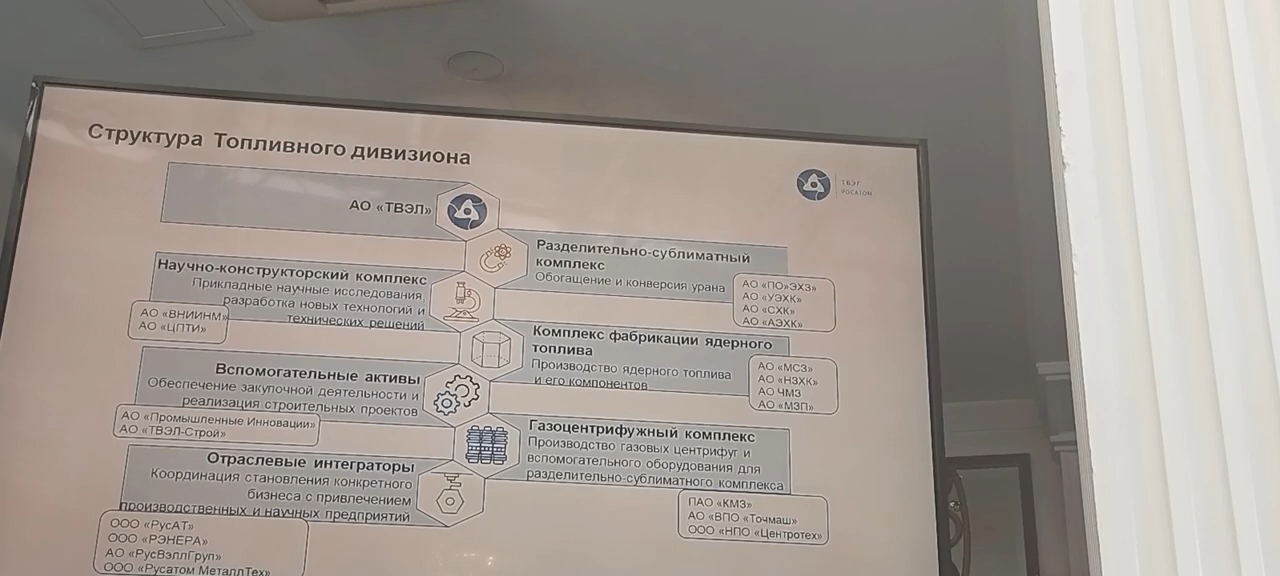 Структура Топливного дивизиона
ТВЭЛ
РОСАТОМ
АО «ТВЭЛ»
Разделительно-сублиматный
комплекс
Обогащение и конверсия урана
АО «ПО»ЭХЗ»
АО «УЭХК»
АО «СХК»
АО «АЭХК»
Научно-конструкторский комплекс
Прикладные научные исследования,
разработка новых технологий и
технических решений
АО «ВНИИНМ»
АО «ЦПТИ»
Комплекс фабрикации ядерного
топлива
Производство ядерного топлива
и его компонентов
АО «МСЗ»
АО «НЗХК»
АО ЧМЗ
АО «МЗП»
Вспомогательные активы
Обеспечение закупочной деятельности и
реализация строительных проектов
АО «Промышленные Инновации»
АО «ТВЭЛ-Строй»
Газоцентрифужный комплекс
Производство газовых центрифуг и
вспомогательного оборудования для
разделительно-сублиматного комплекса
ПАО «КМЗ»
АО «ВПО «Точмаш»
ООО «НПО «Центротех»
Отраслевые интеграторы
Координация становления конкретного
бизнеса с привлечением
производственных и научных предприятий
ООО «РусАТ»
ООО «РЭНЕРА»
АО «РусВэллГруп»
ООО «Русатом МеталлТех»